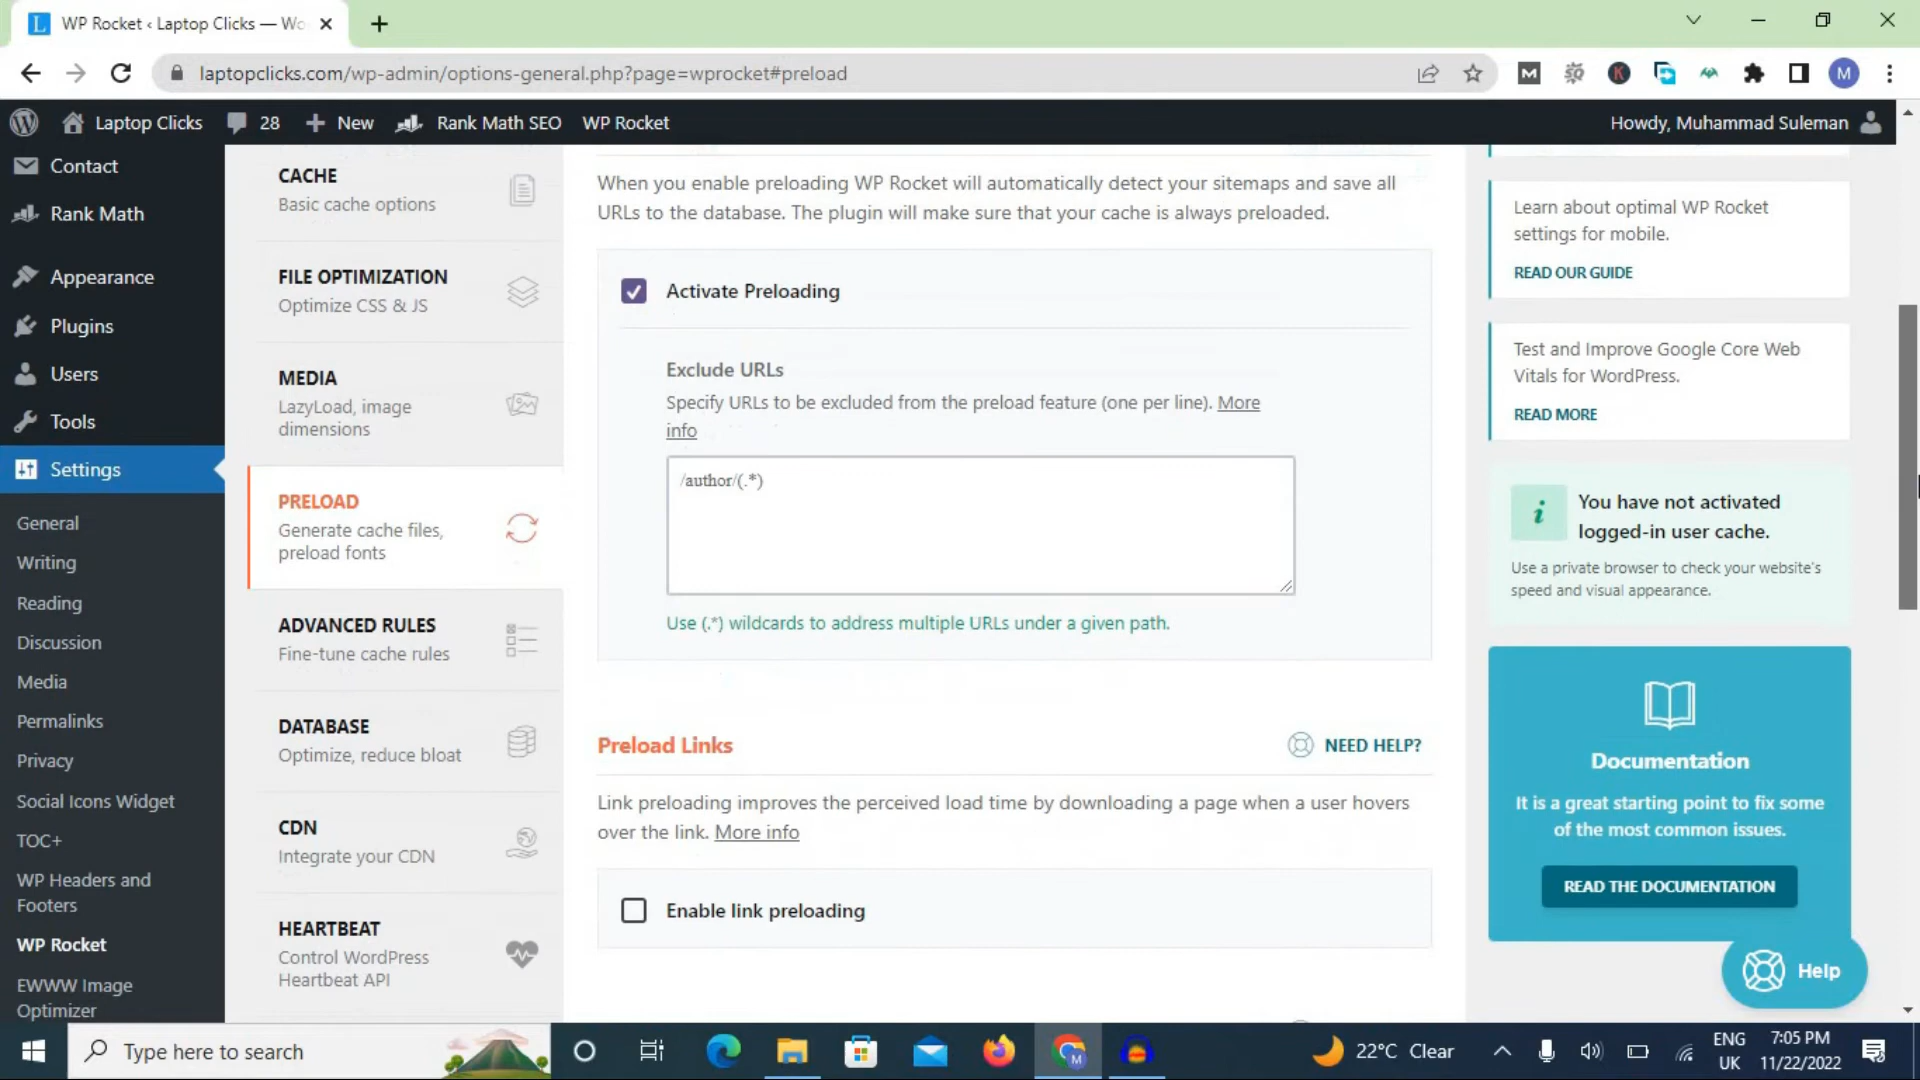 WP Rocket ‹ Laptop Clicks — Wo
laptopclicks.com/wp-admin/options-general.php?page=wprocket#preload
M
Laptop Clicks
28
New
Rank Math SEO
WP Rocket
Howdy, Muhammad Suleman
Contact
Rank Math
Appearance
Plugins
Users
Tools
Settings
General
Writing
Reading
Discussion
Media
Permalinks
Privacy
Social Icons Widget
TOC+
WP Headers and
Footers
WP Rocket
EWWW Image
Optimizer
CACHE
Basic cache options
FILE OPTIMIZATION
Optimize CSS & JS
MEDIA
LazyLoad, image
dimensions
PRELOAD
Generate cache files,
preload fonts
ADVANCED RULES
Fine-tune cache rules
DATABASE
Optimize, reduce bloat
CDN
Integrate your CDN
HEARTBEAT
Control WordPress
Heartbeat API
When you enable preloading WP Rocket will automatically detect your sitemaps and save all
URLs to the database. The plugin will make sure that your cache is always preloaded.
Activate Preloading
Exclude URLs
Specify URLs to be excluded from the preload feature (one per line). More
info
/author/(.*)
Use (.*) wildcards to address multiple URLs under a given path.
Preload Links
NEED HELP?
Link preloading improves the perceived load time by downloading a page when a user hovers
over the link. More info
Enable link preloading
Learn about optimal WP Rocket
settings for mobile.
READ OUR GUIDE
Test and Improve Google Core Web
Vitals for WordPress.
READ MORE
You have not activated
logged-in user cache.
Use a private browser to check your website's
speed and visual appearance.
Documentation
It is a great starting point to fix some
of the most common issues.
READ THE DOCUMENTATION
Help
Type here to search
22°C Clear
ENG
UK
7:05 PM
11/22/2022